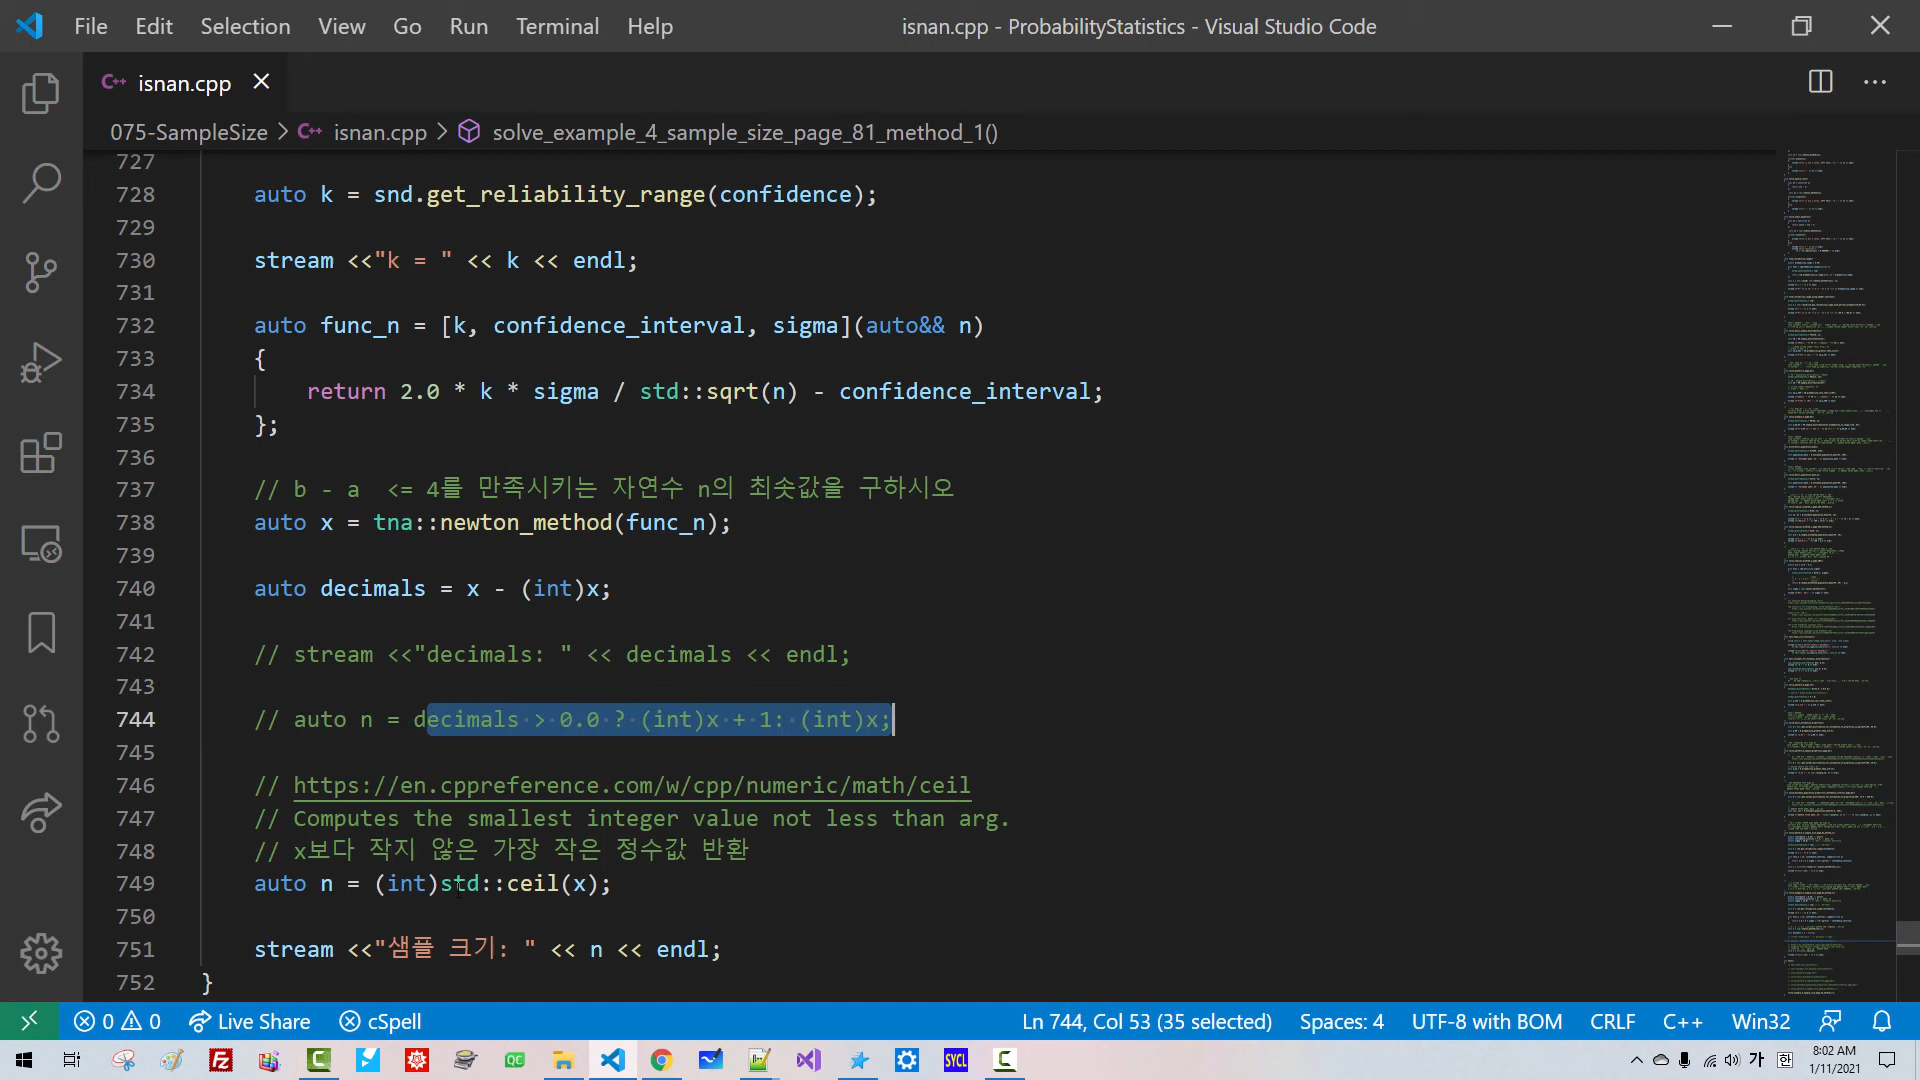 File Edit Selection View Go Run Terminal Help isnan.cpp - ProbabilityStatistics - Visual Studio Code
C++ isnan.cpp
075-SampleSize > C++ isnan.cpp > solve_example_4_sample_size_page_81_method_1()
727
728 auto k = snd.get_reliability_range(confidence);
729
730 stream <<"k = " << k << endl;
731
732 auto func_n = [k, confidence_interval, sigma](auto&& n)
733 {
734 return 2.0 * k * sigma / std::sqrt(n) - confidence_interval;
735 };
736
737 // b - a  <= 4를 만족시키는 자연수 n의 최솟값을 구하시오
738 auto x = tna::newton_method(func_n);
739
740 auto decimals = x - (int)x;
741
742 // stream <<"decimals: " << decimals << endl;
743
744 // auto n = decimals > 0.0 ? (int)x + 1: (int)x;
745
746 // https://en.cppreference.com/w/cpp/numeric/math/ceil
747 // Computes the smallest integer value not less than arg.
748 // x보다 작지 않은 가장 작은 정수값 반환
749 auto n = (int)std::ceil(x);
750
751 stream <<"샘플 크기: " << n << endl;
752 }
0 0 Live Share cSpell Ln 744, Col 53 (35 selected) Spaces: 4 UTF-8 with BOM CRLF C++ Win32
QC SYCL 가 한 8:02 AM
1/11/2021